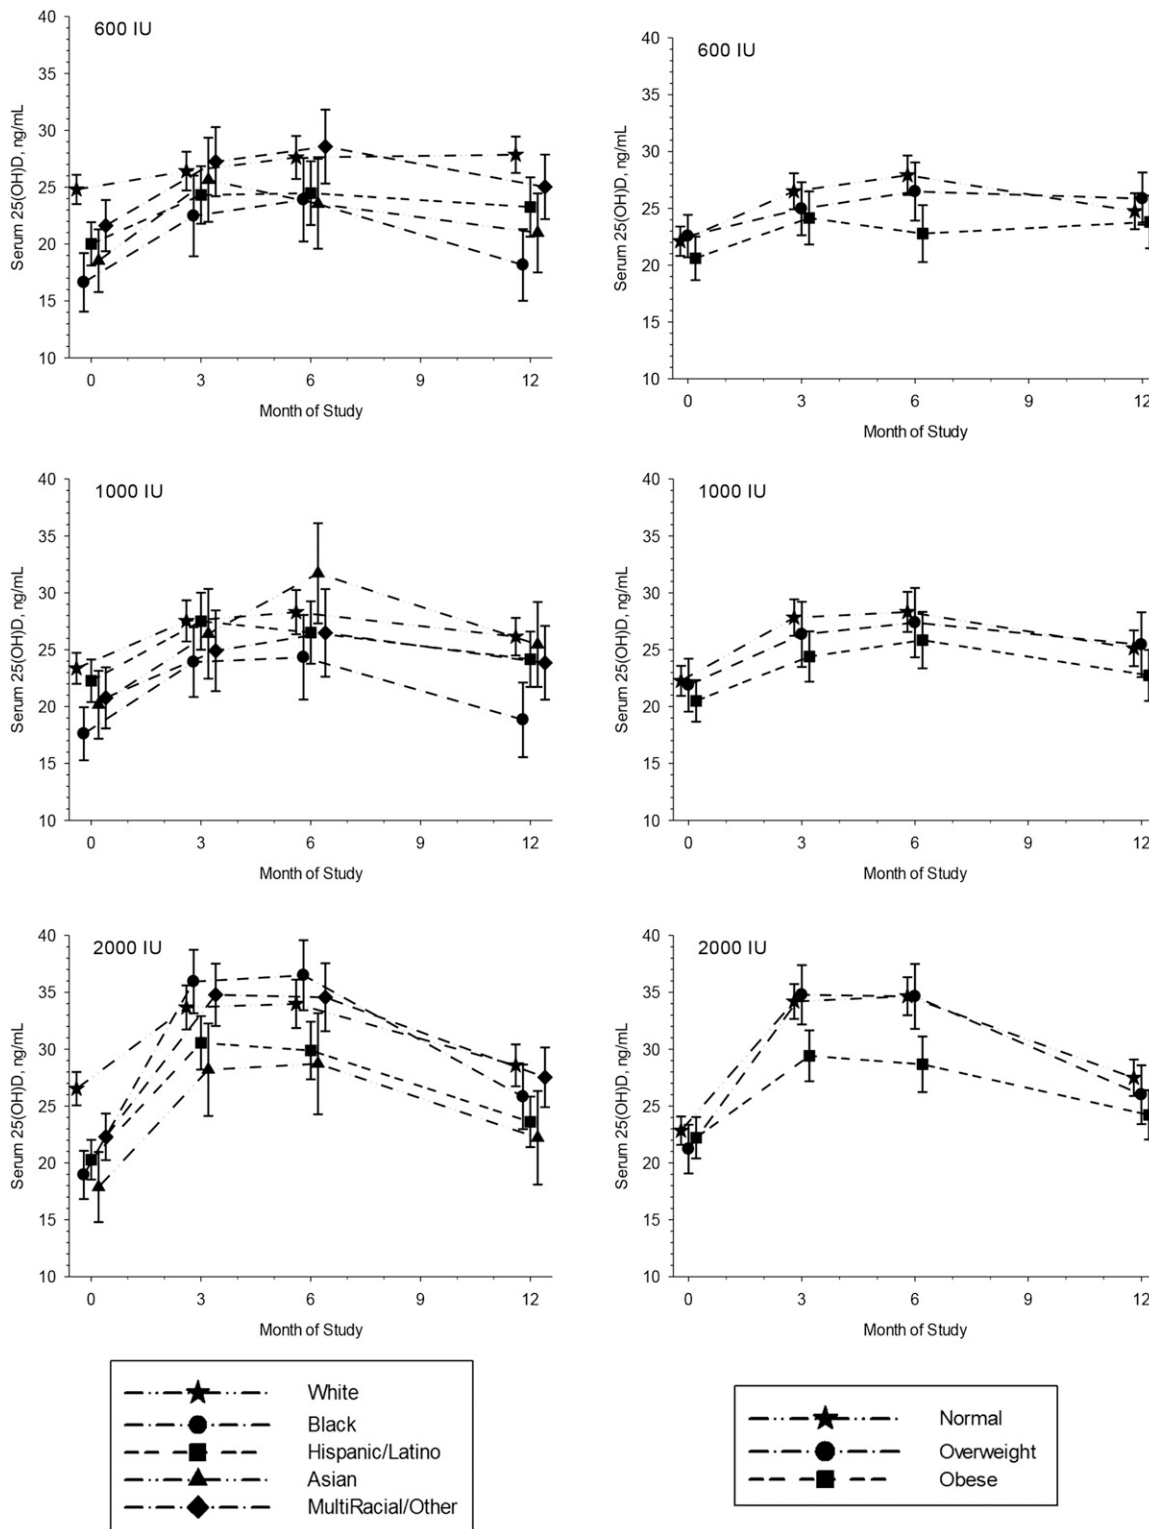 600 IU
40
35
30
25
20
15
10
Serum 25(OH)D, ng/mL
0 3 6 9 12
Month of Study
600 IU
40
35
30
25
20
15
10
Serum 25(OH)D, ng/mL
0 3 6 9 12
Month of Study
1000 IU
40
35
30
25
20
15
10
Serum 25(OH)D, ng/mL
0 3 6 9 12
Month of Study
1000 IU
40
35
30
25
20
15
10
Serum 25(OH)D, ng/mL
0 3 6 9 12
Month of Study
2000 IU
40
35
30
25
20
15
10
Serum 25(OH)D, ng/mL
0 3 6 9 12
Month of Study
2000 IU
40
35
30
25
20
15
10
Serum 25(OH)D, ng/mL
0 3 6 9 12
Month of Study
White
Black
Hispanic/Latino
Asian
MultiRacial/Other
Normal
Overweight
Obese